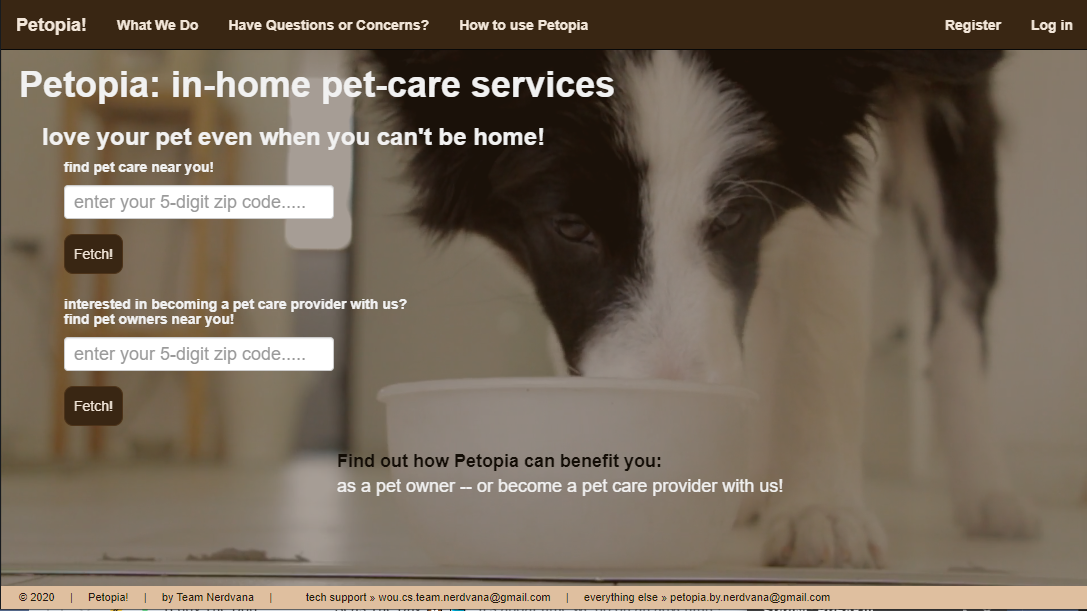 Petopia! What We Do Have Questions or Concerns? How to use Petopia Register Log in
Petopia: in-home pet-care services
love your pet even when you can't be home!
find pet care near you!
enter your 5-digit zip code.....
Fetch!
interested in becoming a pet care provider with us?
find pet owners near you!
enter your 5-digit zip code.....
Fetch!
Find out how Petopia can benefit you:
as a pet owner -- or become a pet care provider with us!
© 2020 | Petopia! | by Team Nerdvana | tech support » wou.cs.team.nerdvana@gmail.com | everything else » petopia.by.nerdvana@gmail.com